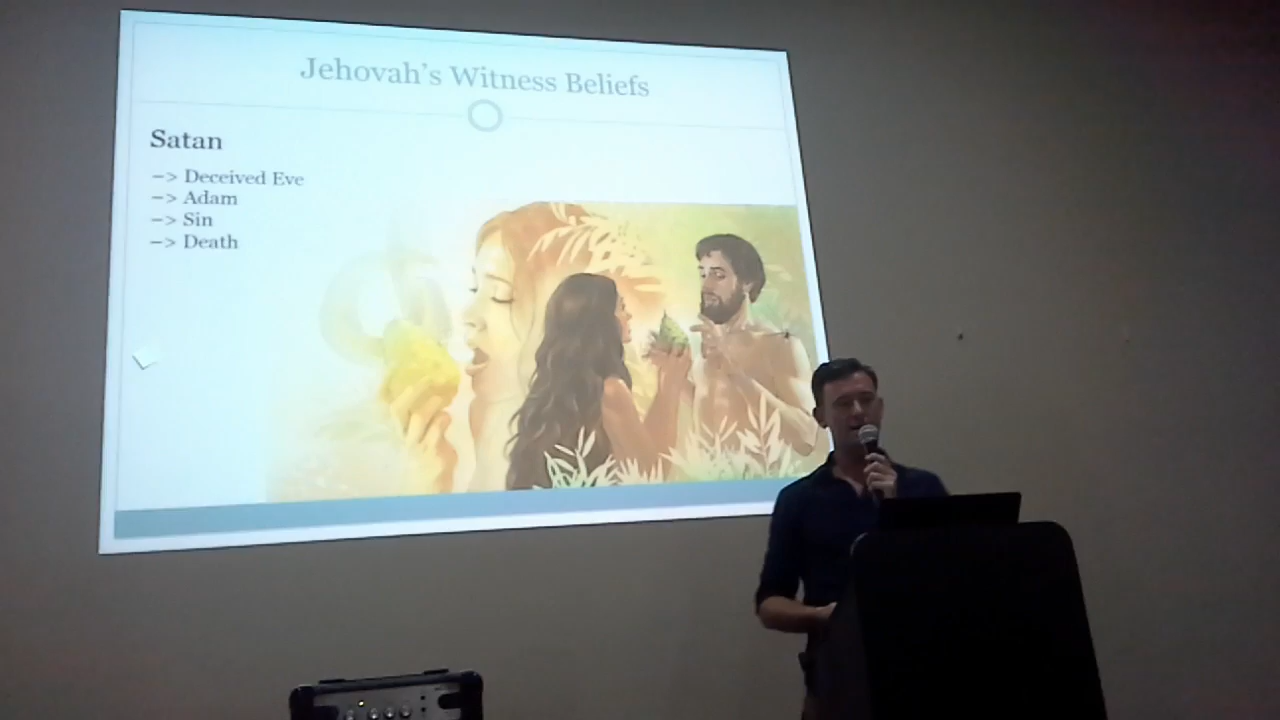 Jehovah's Witness Beliefs
Satan
–> Deceived Eve
–> Adam
–> Sin
–> Death